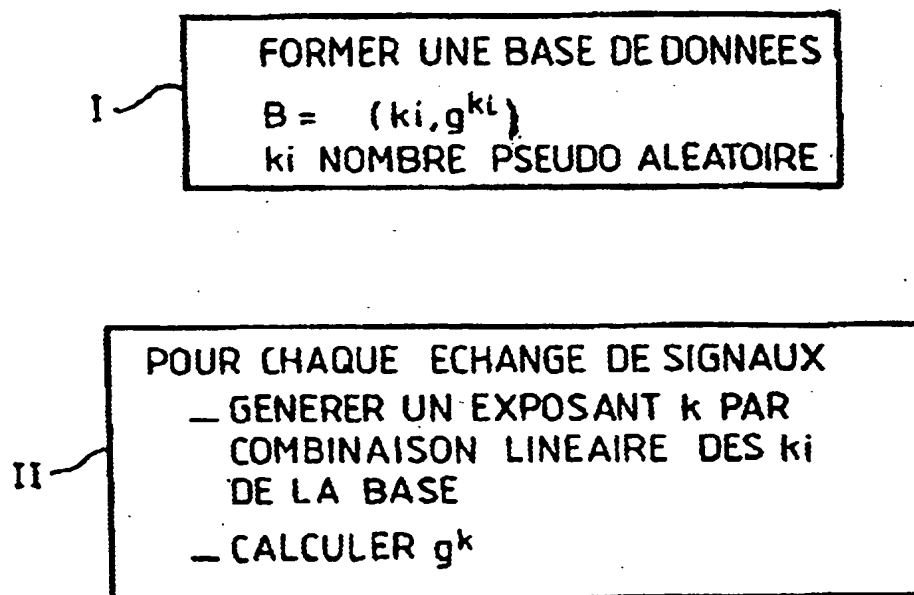 FORMER UNE BASE DE DONNEES
I
B = (ki, g^ki)
ki NOMBRE PSEUDO ALEATOIRE
POUR CHAQUE ECHANGE DE SIGNAUX
_ GENERER UN EXPOSANT k PAR
COMBINAISON LINEAIRE DES ki
II
DE LA BASE
_ CALCULER g^k